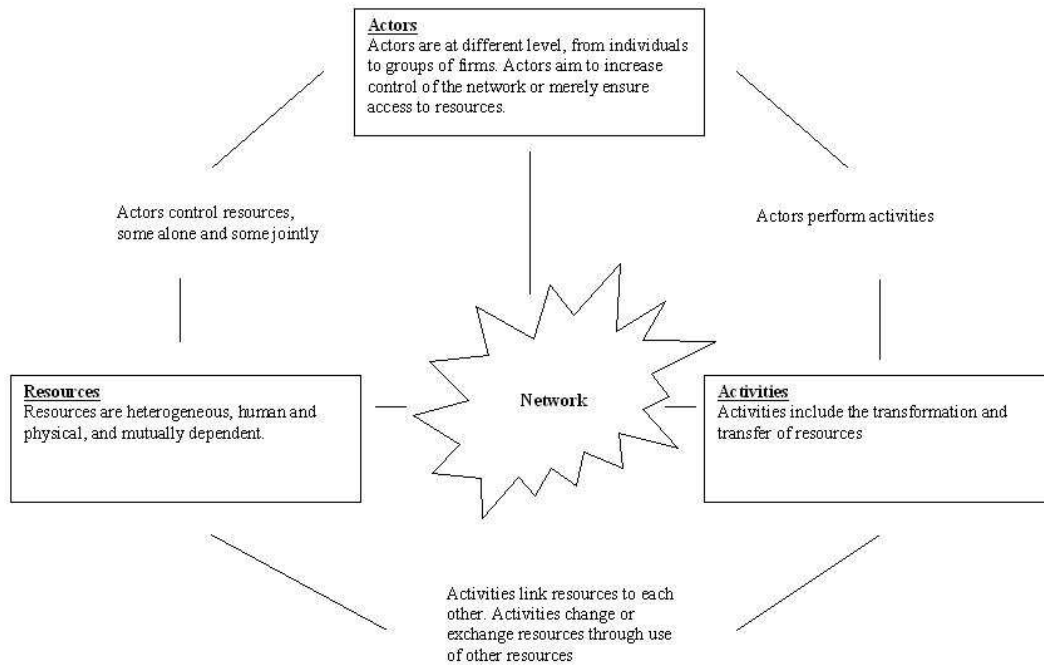 Actors
Actors are at different level, from individuals
to groups of firms. Actors aim to increase
control of the network or merely ensure
access to resources.
Actors control resources,
some alone and some jointly
Actors perform activities
Resources
Resources are heterogeneous, human and
physical, and mutually dependent.
Network
Activities
Activities include the transformation and
transfer of resources
Activities link resources to each
other. Activities change or
exchange resources through use
of other resources